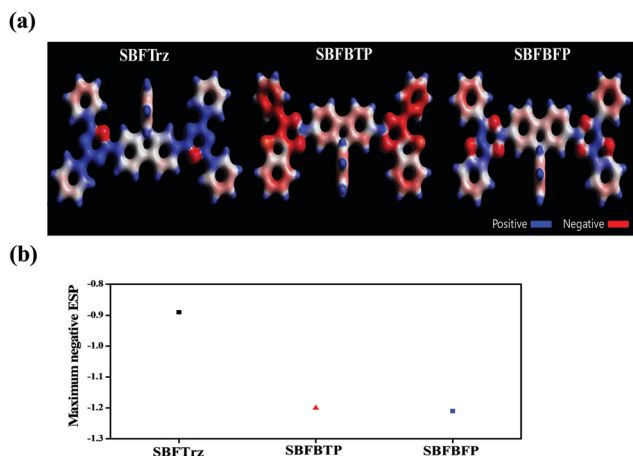 (a)
SBFTrz SBFBTP SBFBFP
Positive Negative
(b)
Maximum negative ESP
-0.8
-0.9
-1.0
-1.1
-1.2
-1.3
SBFTrz SBFBTP SBFBFP